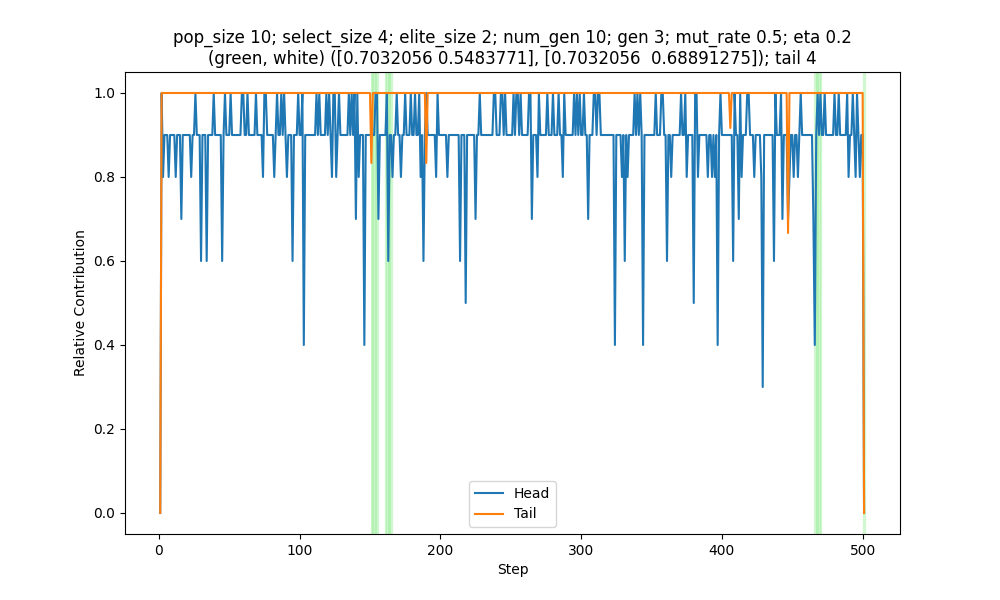 pop_size 10; select_size 4; elite_size 2; num_gen 10; gen 3; mut_rate 0.5; eta 0.2
(green, white) ([0.7032056 0.5483771], [0.7032056  0.68891275]); tail 4
1.0
0.8
0.6
0.4
0.2
0.0
Relative Contribution
Head
Tail
0
100
200
300
400
500
Step